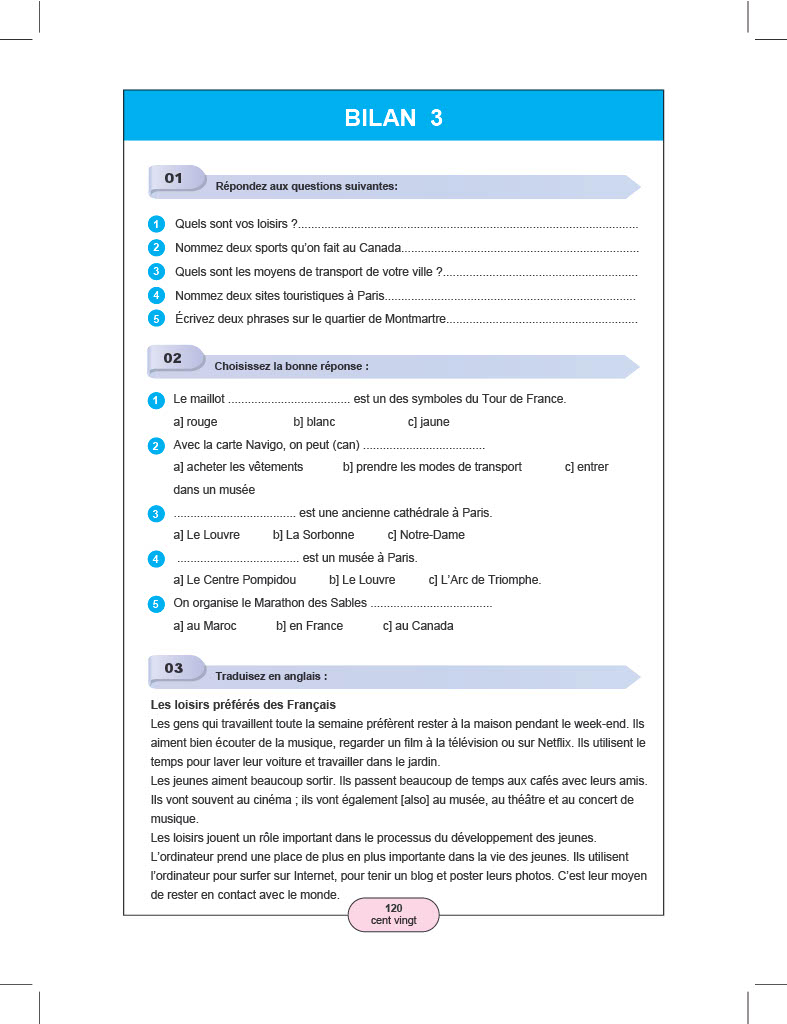 BILAN 3
01
Répondez aux questions suivantes:
1 Quels sont vos loisirs ?........................................................................................................
2 Nommez deux sports qu'on fait au Canada........................................................................
3 Quels sont les moyens de transport de votre ville ?...........................................................
4 Nommez deux sites touristiques à Paris............................................................................
5 Écrivez deux phrases sur le quartier de Montmartre..........................................................
02
Choisissez la bonne réponse :
1 Le maillot ..................................... est un des symboles du Tour de France.
a] rouge b] blanc c] jaune
2 Avec la carte Navigo, on peut (can) .....................................
a] acheter les vêtements b] prendre les modes de transport c] entrer
dans un musée
3 ..................................... est une ancienne cathédrale à Paris.
a] Le Louvre b] La Sorbonne c] Notre-Dame
4 ..................................... est un musée à Paris.
a] Le Centre Pompidou b] Le Louvre c] L'Arc de Triomphe.
5 On organise le Marathon des Sables .....................................
a] au Maroc b] en France c] au Canada
03
Traduisez en anglais :
Les loisirs préférés des Français
Les gens qui travaillent toute la semaine préfèrent rester à la maison pendant le week-end. Ils
aiment bien écouter de la musique, regarder un film à la télévision ou sur Netflix. Ils utilisent le
temps pour laver leur voiture et travailler dans le jardin.
Les jeunes aiment beaucoup sortir. Ils passent beaucoup de temps aux cafés avec leurs amis.
Ils vont souvent au cinéma ; ils vont également [also] au musée, au théâtre et au concert de
musique.
Les loisirs jouent un rôle important dans le processus du développement des jeunes.
L'ordinateur prend une place de plus en plus importante dans la vie des jeunes. Ils utilisent
l'ordinateur pour surfer sur Internet, pour tenir un blog et poster leurs photos. C'est leur moyen
de rester en contact avec le monde.
120
cent vingt